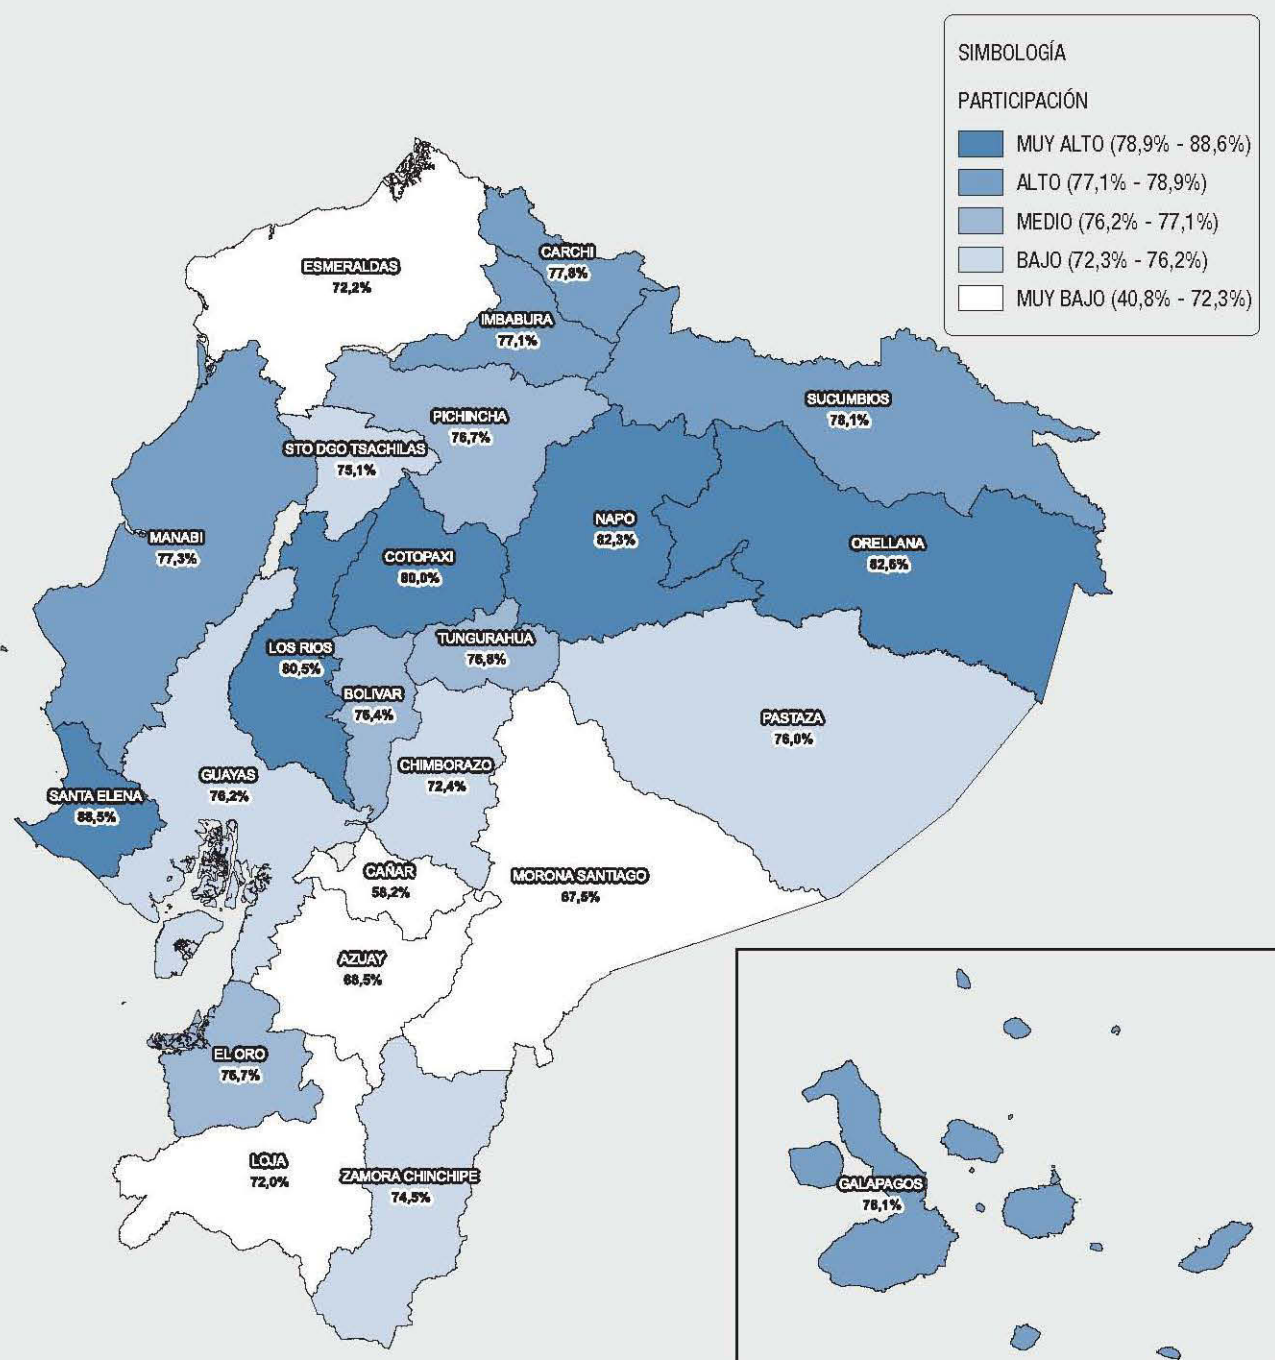 SIMBOLOGÍA
PARTICIPACIÓN
MUY ALTO (78,9% - 88,6%)
ALTO (77,1% - 78,9%)
MEDIO (76,2% - 77,1%)
BAJO (72,3% - 76,2%)
MUY BAJO (40,8% - 72,3%)
ESMERALDAS
72,2%
CARCHI
77,8%
IMBABURA
77,1%
SUCUMBIOS
78,1%
PICHINCHA
76,7%
STO DGO TSACHILAS
75,1%
MANABI
77,3%
NAPO
82,3%
COTOPAXI
80,0%
ORELLANA
82,6%
LOS RIOS
80,5%
TUNGURAHUA
76,8%
BOLIVAR
76,4%
PASTAZA
76,0%
CHIMBORAZO
72,4%
GUAYAS
76,2%
SANTA ELENA
88,5%
CAÑAR
58,2%
MORONA SANTIAGO
67,5%
AZUAY
68,5%
EL ORO
76,7%
LOJA
72,0%
ZAMORA CHINCHIPE
74,5%
GALAPAGOS
78,1%